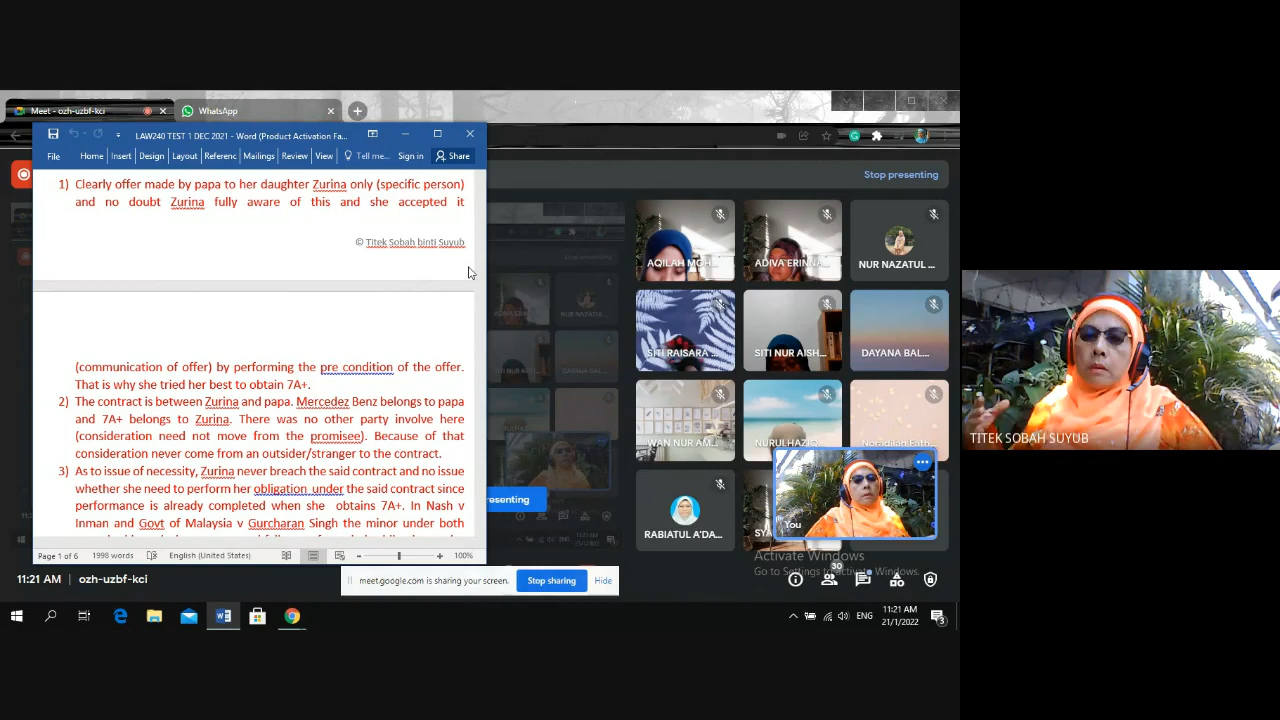 Meet - ozh-uzbf-kci
WhatsApp
LAW240 TEST 1 DEC 2021 - Word (Product Activation Fa...
File Home Insert Design Layout Referenc Mailings Review View Tell me... Sign in Share
1) Clearly offer made by papa to her daughter Zurina only (specific person)
and no doubt Zurina fully aware of this and she accepted it
© Titek Sobah binti Suyub
(communication of offer) by performing the pre condition of the offer.
That is why she tried her best to obtain 7A+.
2) The contract is between Zurina and papa. Mercedez Benz belongs to papa
and 7A+ belongs to Zurina. There was no other party involve here
(consideration need not move from the promisee). Because of that
consideration never come from an outsider/stranger to the contract.
3) As to issue of necessity, Zurina never breach the said contract and no issue
whether she need to perform her obligation under the said contract since
performance is already completed when she obtains 7A+. In Nash v
Inman and Govt of Malaysia v Gurcharan Singh the minor under both
Page 1 of 6 1998 words English (United States) 100%
Stop presenting
AQILAH MOH...
ADIVA ERINNA...
NUR NAZATUL ...
SITI RAISARA ...
SITI NUR AISH...
DAYANA BAL...
WAN NUR AM...
NURUL HAZIQ...
RABIATUL A'DA...
You
resenting
Activate Windows
Go to Settings to activate Windows.
30
11:21 AM | ozh-uzbf-kci
meet.google.com is sharing your screen.
Stop sharing
Hide
ENG
11:21 AM
21/1/2022
3
TITEK SOBAH SUYUB